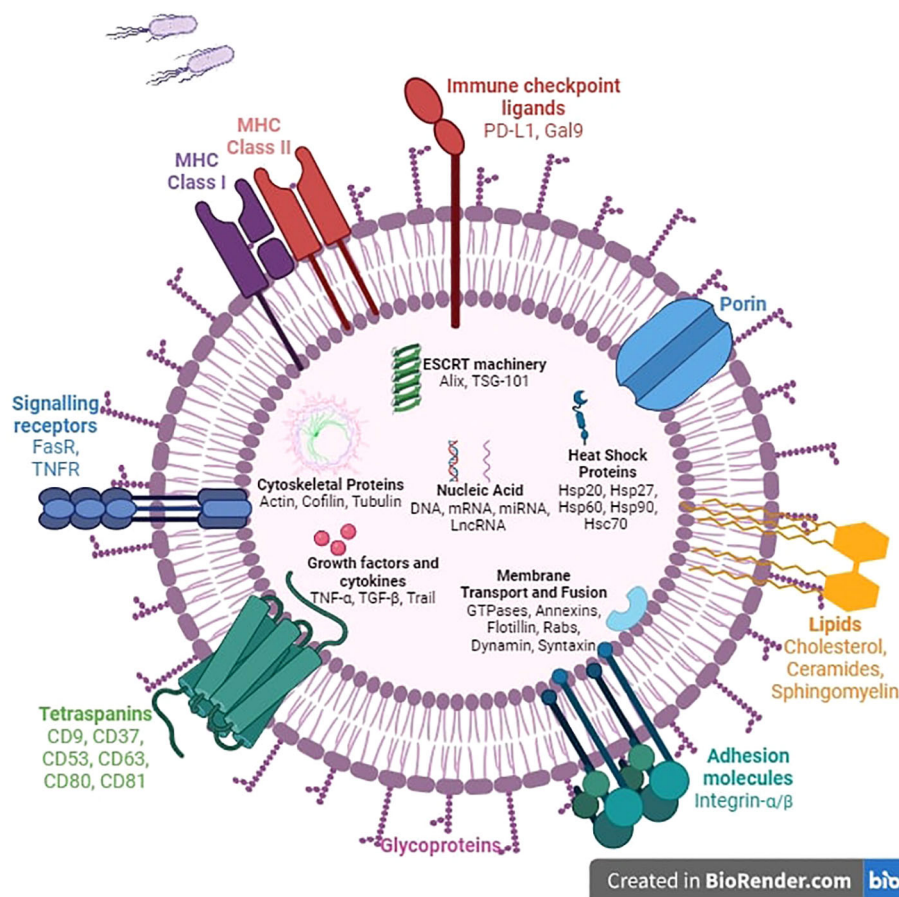 Immune checkpoint
ligands
PD-L1, Gal9
MHC
Class II
MHC
Class I
Porin
ESCRT machinery
Alix, TSG-101
Signalling
receptors
FasR,
TNFR
Heat Shock
Proteins
Hsp20, Hsp27,
Hsp60, Hsp90,
Hsc70
Cytoskeletal Proteins
Actin, Cofilin, Tubulin
Nucleic Acid
DNA, mRNA, miRNA,
LncRNA
Growth factors and
cytokines
TNF-α, TGF-β, Trail
Membrane
Transport and Fusion
GTPases, Annexins,
Flotillin, Rabs,
Dynamin, Syntaxin
Lipids
Cholesterol,
Ceramides,
Sphingomyelin
Tetraspanins
CD9, CD37,
CD53, CD63,
CD80, CD81
Adhesion
molecules
Integrin-α/β
Glycoproteins
Created in BioRender.com bio